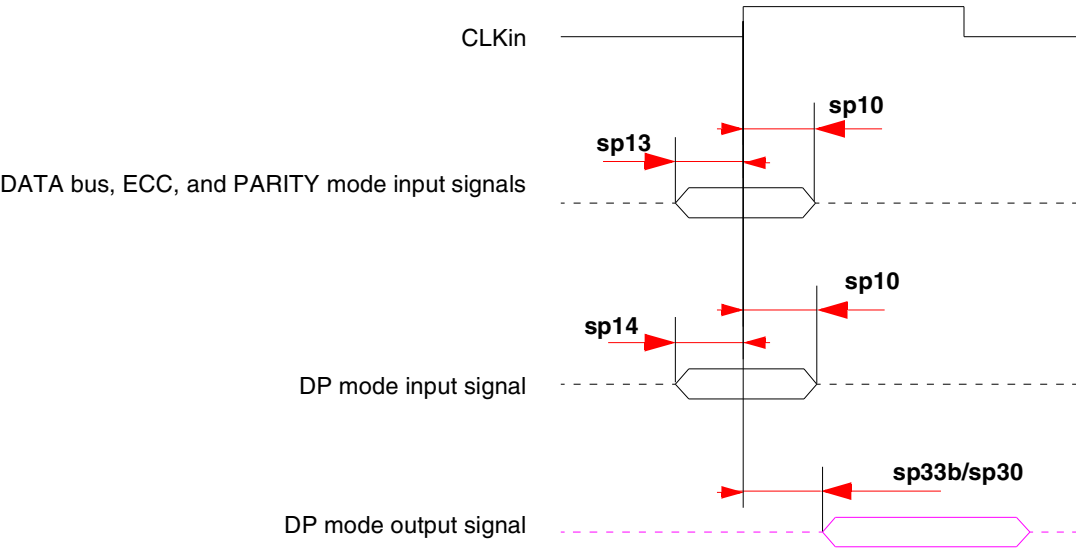 CLKin
sp10
sp13
DATA bus, ECC, and PARITY mode input signals
sp10
sp14
DP mode input signal
sp33b/sp30
DP mode output signal